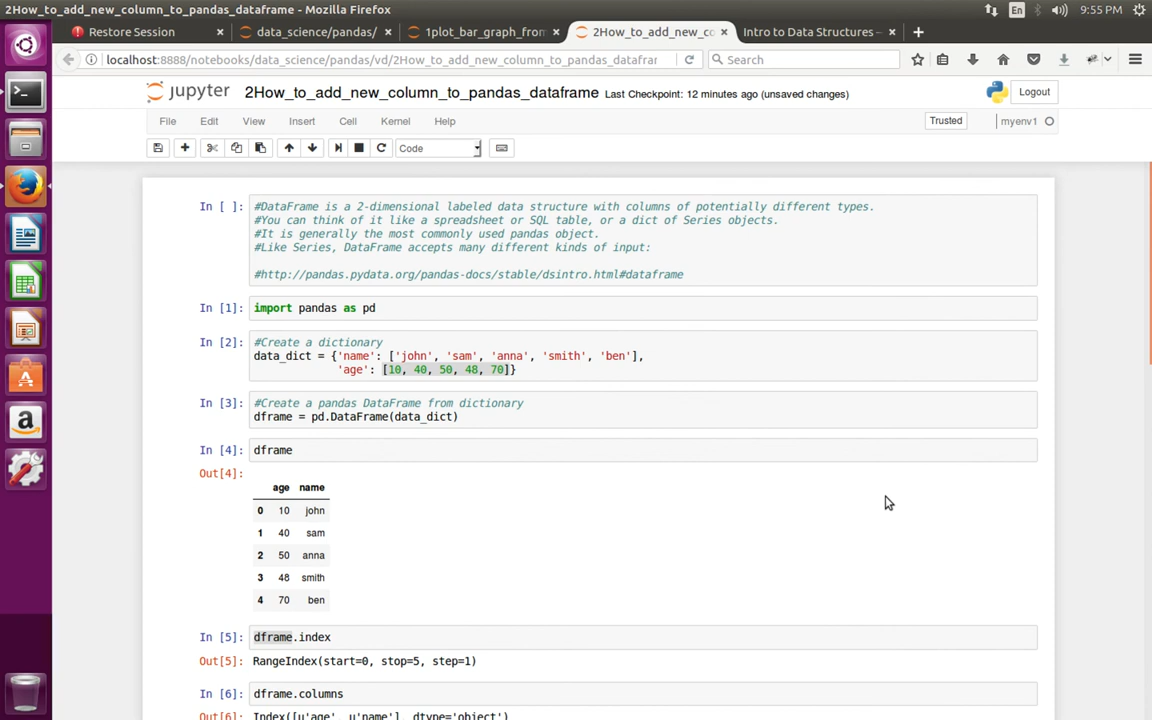 2How_to_add_new_column_to_pandas_dataframe - Mozilla Firefox
En 9:55 PM
Restore Session × data_science/pandas/ × 1plot_bar_graph_from × 2How_to_add_new_co × Intro to Data Structures — ×
localhost:8888/notebooks/data_science/pandas/vd/2How_to_add_new_column_to_pandas_datafrar
Search
jupyter 2How_to_add_new_column_to_pandas_dataframe Last Checkpoint: 12 minutes ago (unsaved changes) Logout
File Edit View Insert Cell Kernel Help Trusted myenv1
Code
In [ ]: #DataFrame is a 2-dimensional labeled data structure with columns of potentially different types.
#You can think of it like a spreadsheet or SQL table, or a dict of Series objects.
#It is generally the most commonly used pandas object.
#Like Series, DataFrame accepts many different kinds of input:
#http://pandas.pydata.org/pandas-docs/stable/dsintro.html#dataframe
In [1]: import pandas as pd
In [2]: #Create a dictionary
data_dict = {'name': ['john', 'sam', 'anna', 'smith', 'ben'],
'age': [10, 40, 50, 48, 70]}
In [3]: #Create a pandas DataFrame from dictionary
dframe = pd.DataFrame(data_dict)
In [4]: dframe
Out[4]:
age name
0 10 john
1 40 sam
2 50 anna
3 48 smith
4 70 ben
In [5]: dframe.index
Out[5]: RangeIndex(start=0, stop=5, step=1)
In [6]: dframe.columns
Out[6]: Index([u'age', u'name'], dtype='object')